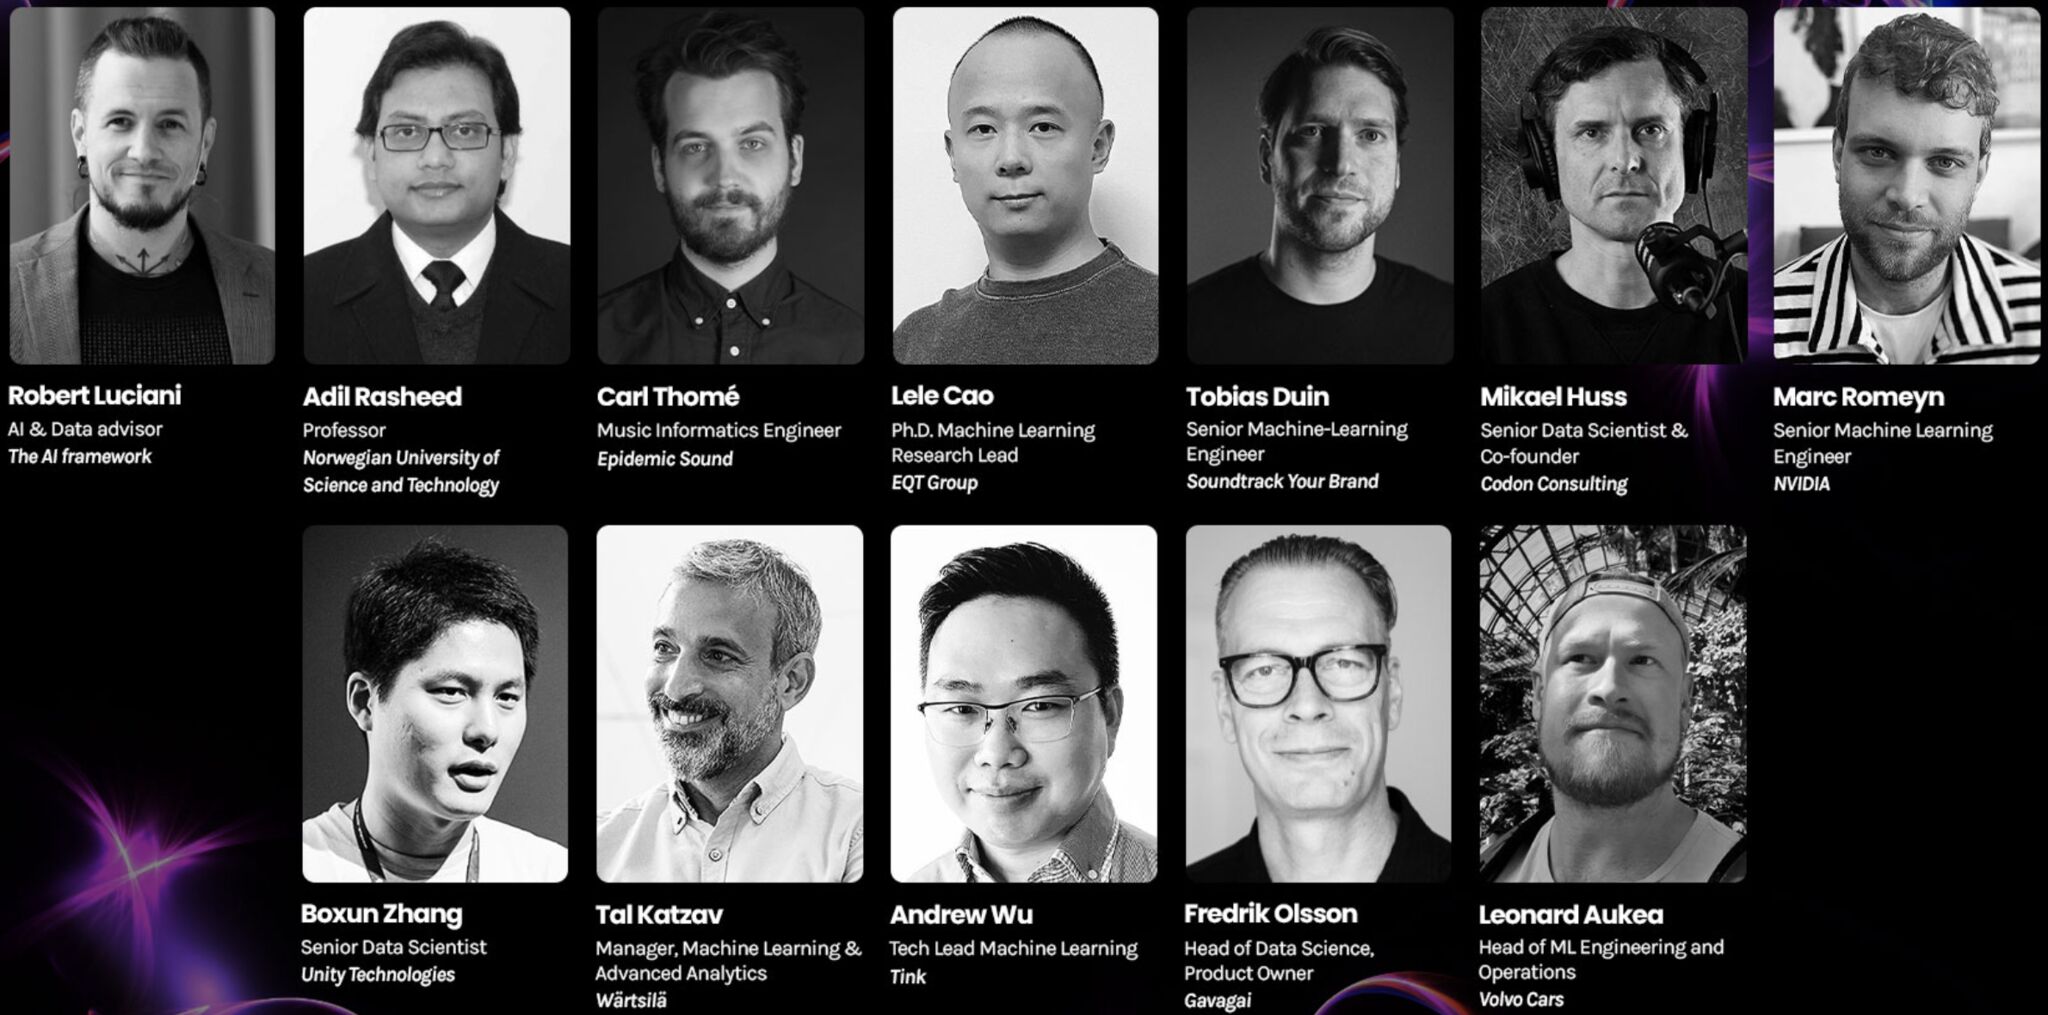 Robert Luciani
AI & Data advisor
The AI framework
Adil Rasheed
Professor
Norwegian University of
Science and Technology
Carl Thomé
Music Informatics Engineer
Epidemic Sound
Lele Cao
Ph.D. Machine Learning
Research Lead
EQT Group
Tobias Duin
Senior Machine-Learning
Engineer
Soundtrack Your Brand
Mikael Huss
Senior Data Scientist &
Co-founder
Codon Consulting
Marc Romeyn
Senior Machine Learning
Engineer
NVIDIA
Boxun Zhang
Senior Data Scientist
Unity Technologies
Tal Katzav
Manager, Machine Learning &
Advanced Analytics
Wärtsilä
Andrew Wu
Tech Lead Machine Learning
Tink
Fredrik Olsson
Head of Data Science,
Product Owner
Gavagai
Leonard Aukea
Head of ML Engineering and
Operations
Volvo Cars